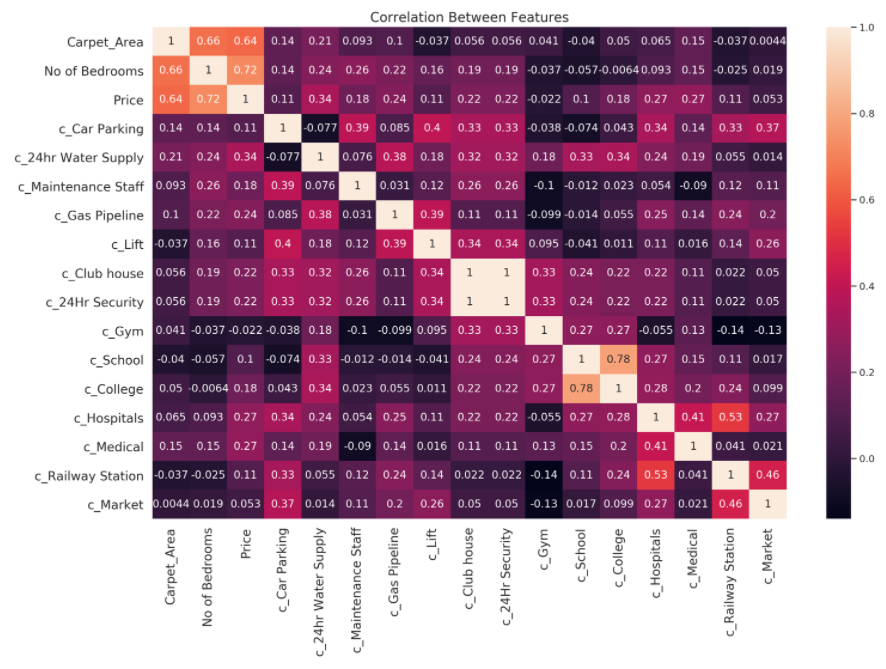 Correlation Between Features
Carpet_Area 1 0.66 0.64 0.14 0.21 0.093 0.1 -0.037 0.056 0.056 0.041 -0.04 0.05 0.065 0.15 -0.037 0.0044
No of Bedrooms 0.66 1 0.72 0.14 0.24 0.26 0.22 0.16 0.19 0.19 -0.037 -0.057 -0.0064 0.093 0.15 -0.025 0.019
Price 0.64 0.72 1 0.11 0.34 0.18 0.24 0.11 0.22 0.22 -0.022 0.1 0.18 0.27 0.27 0.11 0.053
c_Car Parking 0.14 0.14 0.11 1 -0.077 0.39 0.085 0.4 0.33 0.33 -0.038 -0.074 0.043 0.34 0.14 0.33 0.37
c_24hr Water Supply 0.21 0.24 0.34 -0.077 1 0.076 0.38 0.18 0.32 0.32 0.18 0.33 0.34 0.24 0.19 0.055 0.014
c_Maintenance Staff 0.093 0.26 0.18 0.39 0.076 1 0.031 0.12 0.26 0.26 -0.1 -0.012 0.023 0.054 -0.09 0.12 0.11
c_Gas Pipeline 0.1 0.22 0.24 0.085 0.38 0.031 1 0.39 0.11 0.11 -0.099 -0.014 0.055 0.25 0.14 0.24 0.2
c_Lift -0.037 0.16 0.11 0.4 0.18 0.12 0.39 1 0.34 0.34 0.095 -0.041 0.011 0.11 0.016 0.14 0.26
c_Club house 0.056 0.19 0.22 0.33 0.32 0.26 0.11 0.34 1 1 0.33 0.24 0.22 0.22 0.11 0.022 0.05
c_24Hr Security 0.056 0.19 0.22 0.33 0.32 0.26 0.11 0.34 1 1 0.33 0.24 0.22 0.22 0.11 0.022 0.05
c_Gym 0.041 -0.037 -0.022 -0.038 0.18 -0.1 -0.099 0.095 0.33 0.33 1 0.27 0.27 -0.055 0.13 -0.14 -0.13
c_School -0.04 -0.057 0.1 -0.074 0.33 -0.012 -0.014 -0.041 0.24 0.24 0.27 1 0.78 0.27 0.15 0.11 0.017
c_College 0.05 -0.0064 0.18 0.043 0.34 0.023 0.055 0.011 0.22 0.22 0.27 0.78 1 0.28 0.2 0.24 0.099
c_Hospitals 0.065 0.093 0.27 0.34 0.24 0.054 0.25 0.11 0.22 0.22 -0.055 0.27 0.28 1 0.41 0.53 0.27
c_Medical 0.15 0.15 0.27 0.14 0.19 -0.09 0.14 0.016 0.11 0.11 0.13 0.15 0.2 0.41 1 0.041 0.021
c_Railway Station -0.037 -0.025 0.11 0.33 0.055 0.12 0.24 0.14 0.022 0.022 -0.14 0.11 0.24 0.53 0.041 1 0.46
c_Market 0.0044 0.019 0.053 0.37 0.014 0.11 0.2 0.26 0.05 0.05 -0.13 0.017 0.099 0.27 0.021 0.46 1
Carpet_Area
No of Bedrooms
Price
c_Car Parking
c_24hr Water Supply
c_Maintenance Staff
c_Gas Pipeline
c_Lift
c_Club house
c_24Hr Security
c_Gym
c_School
c_College
c_Hospitals
c_Medical
c_Railway Station
c_Market
1.0
0.8
0.6
0.4
0.2
0.0